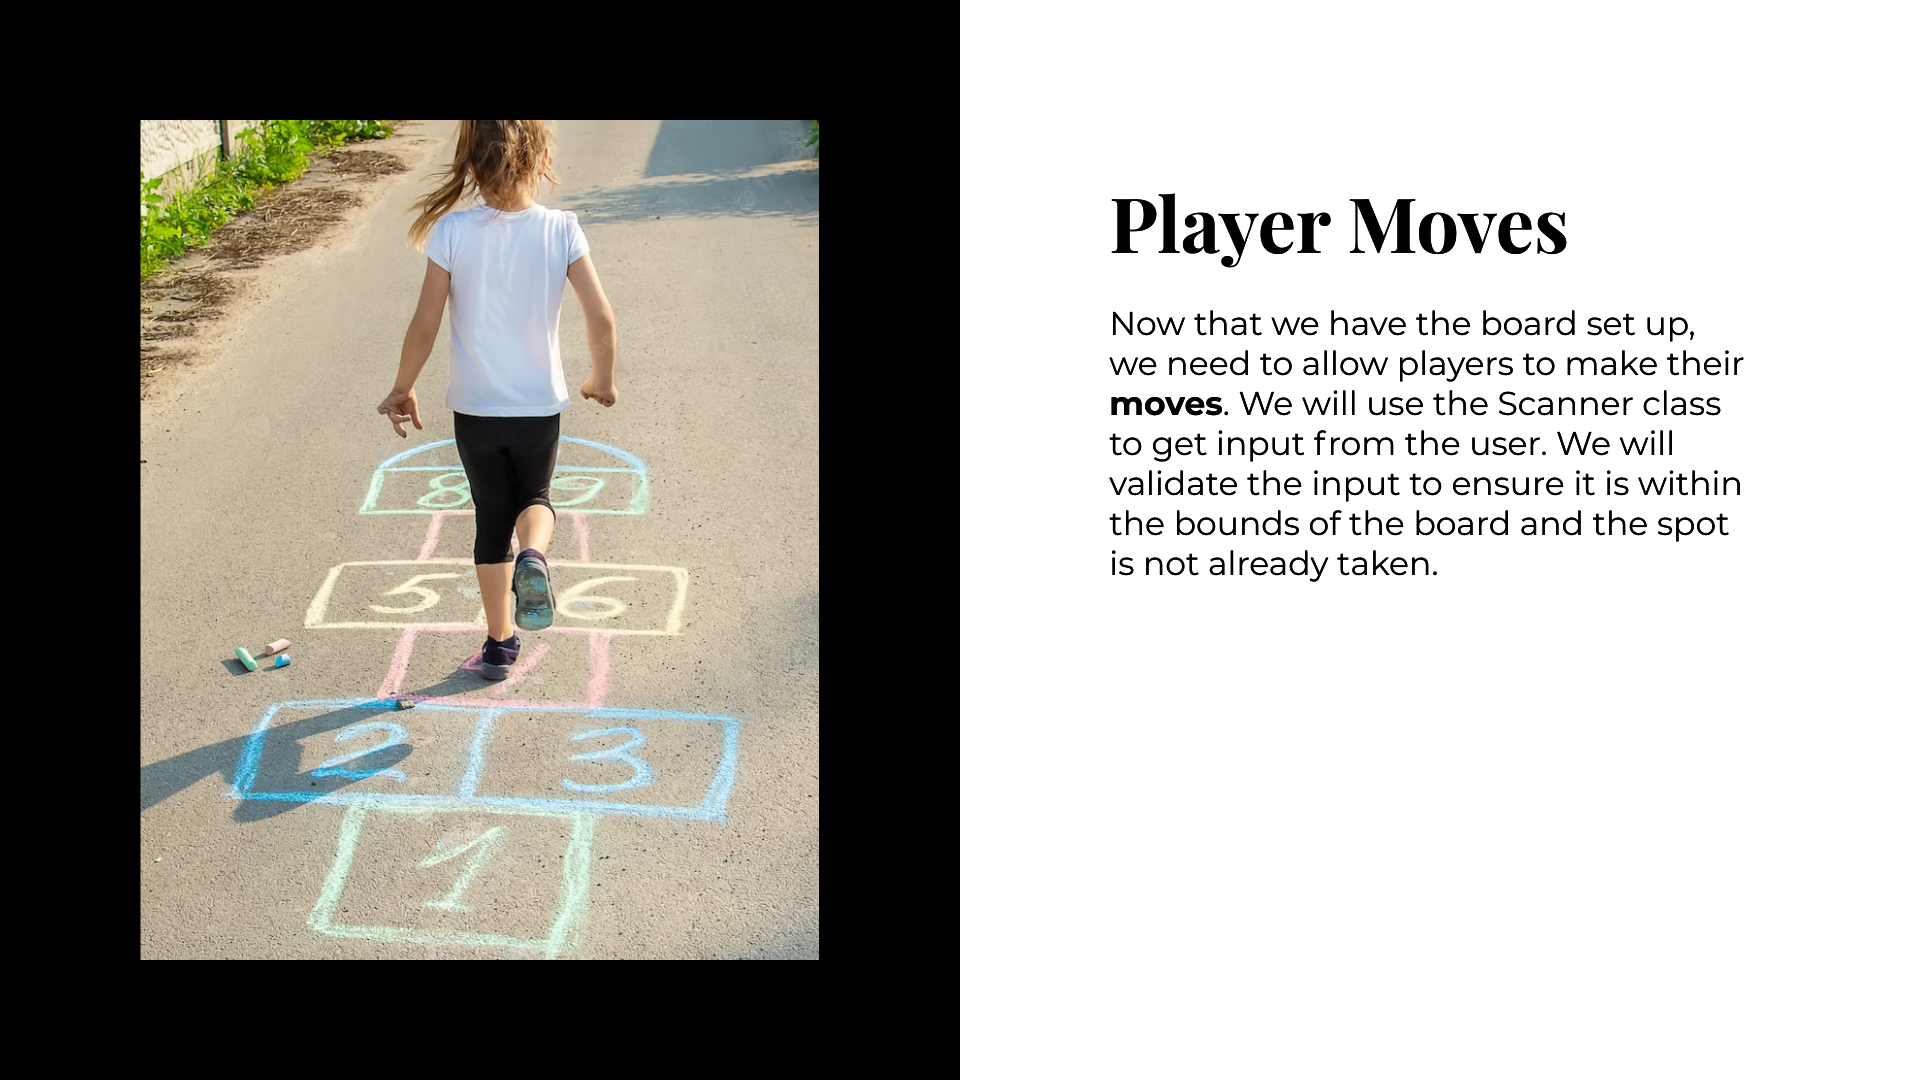 Player Moves
Now that we have the board set up,
we need to allow players to make their
moves. We will use the Scanner class
to get input from the user. We will
validate the input to ensure it is within
the bounds of the board and the spot
is not already taken.
8 9
5 6
2 3
1